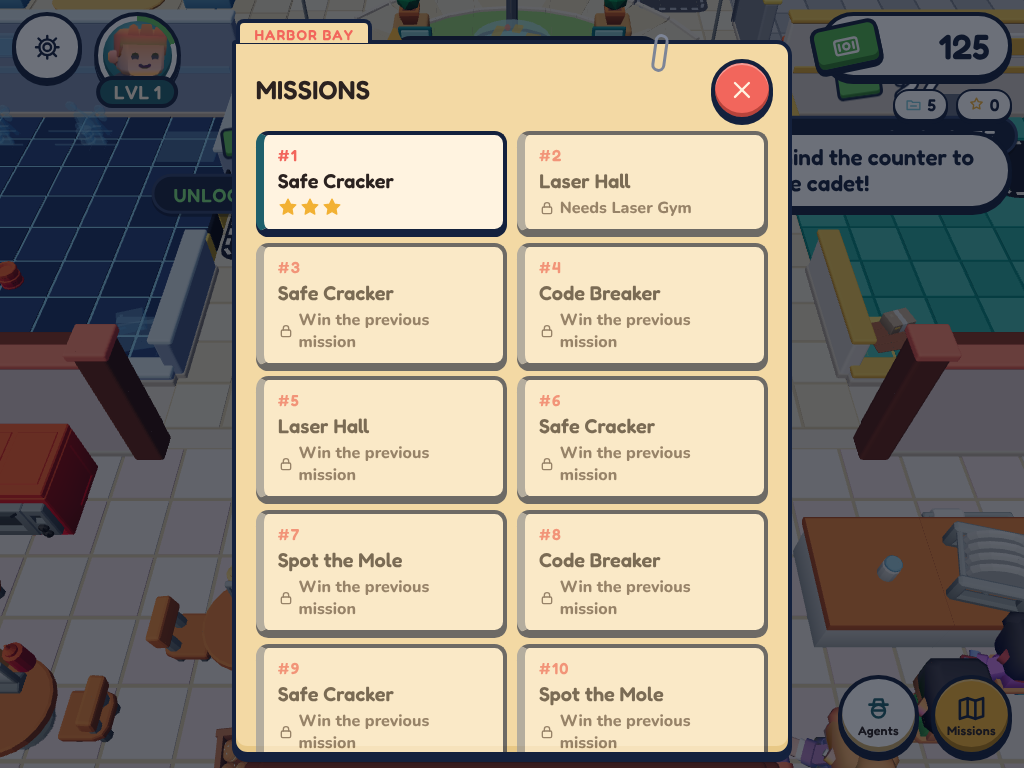 HARBOR BAY
MISSIONS
125
LVL 1
5
0
ind the counter to
e cadet!
UNLO
#1
Safe Cracker
#2
Laser Hall
Needs Laser Gym
#3
Safe Cracker
Win the previous
mission
#4
Code Breaker
Win the previous
mission
#5
Laser Hall
Win the previous
mission
#6
Safe Cracker
Win the previous
mission
#7
Spot the Mole
Win the previous
mission
#8
Code Breaker
Win the previous
mission
#9
Safe Cracker
Win the previous
mission
#10
Spot the Mole
Win the previous
mission
Agents
Missions